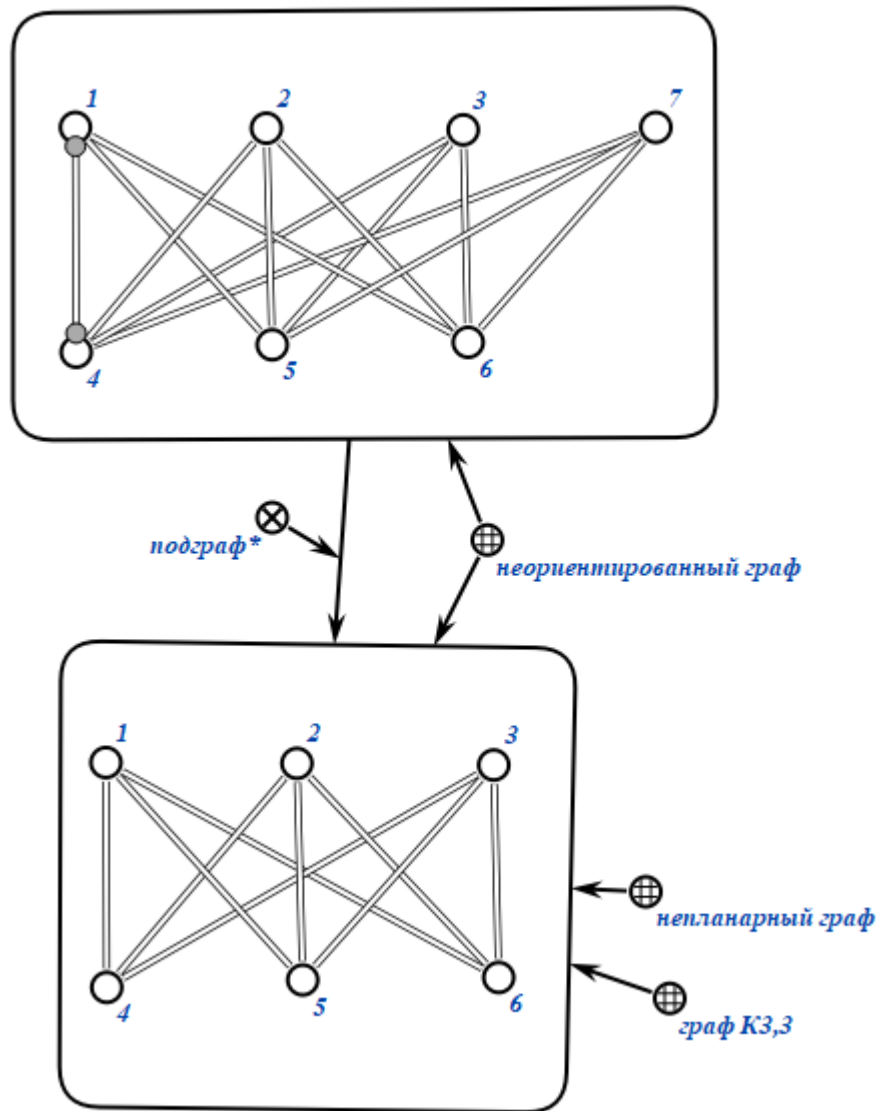 1 2 3 7
4 5 6
подграф*
неориентированный граф
1 2 3
4 5 6
непланарный граф
граф К3,3